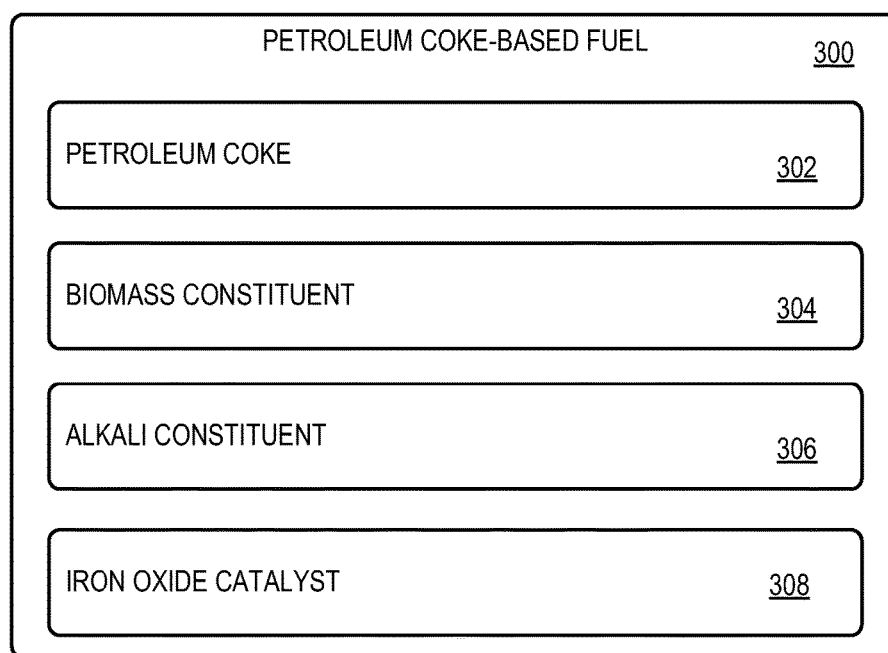 PETROLEUM COKE-BASED FUEL 300
PETROLEUM COKE 302
BIOMASS CONSTITUENT 304
ALKALI CONSTITUENT 306
IRON OXIDE CATALYST 308